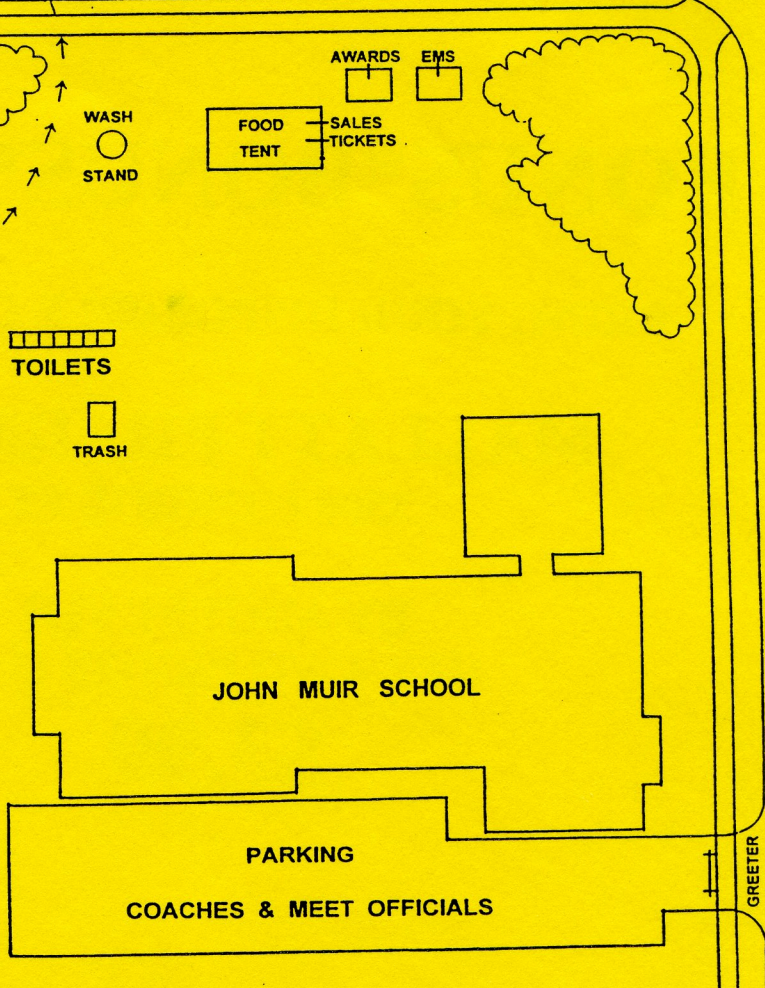 AWARDS EMS
WASH
STAND
FOOD
TENT
SALES
TICKETS
TOILETS
TRASH
JOHN MUIR SCHOOL
PARKING
COACHES & MEET OFFICIALS
GREETER